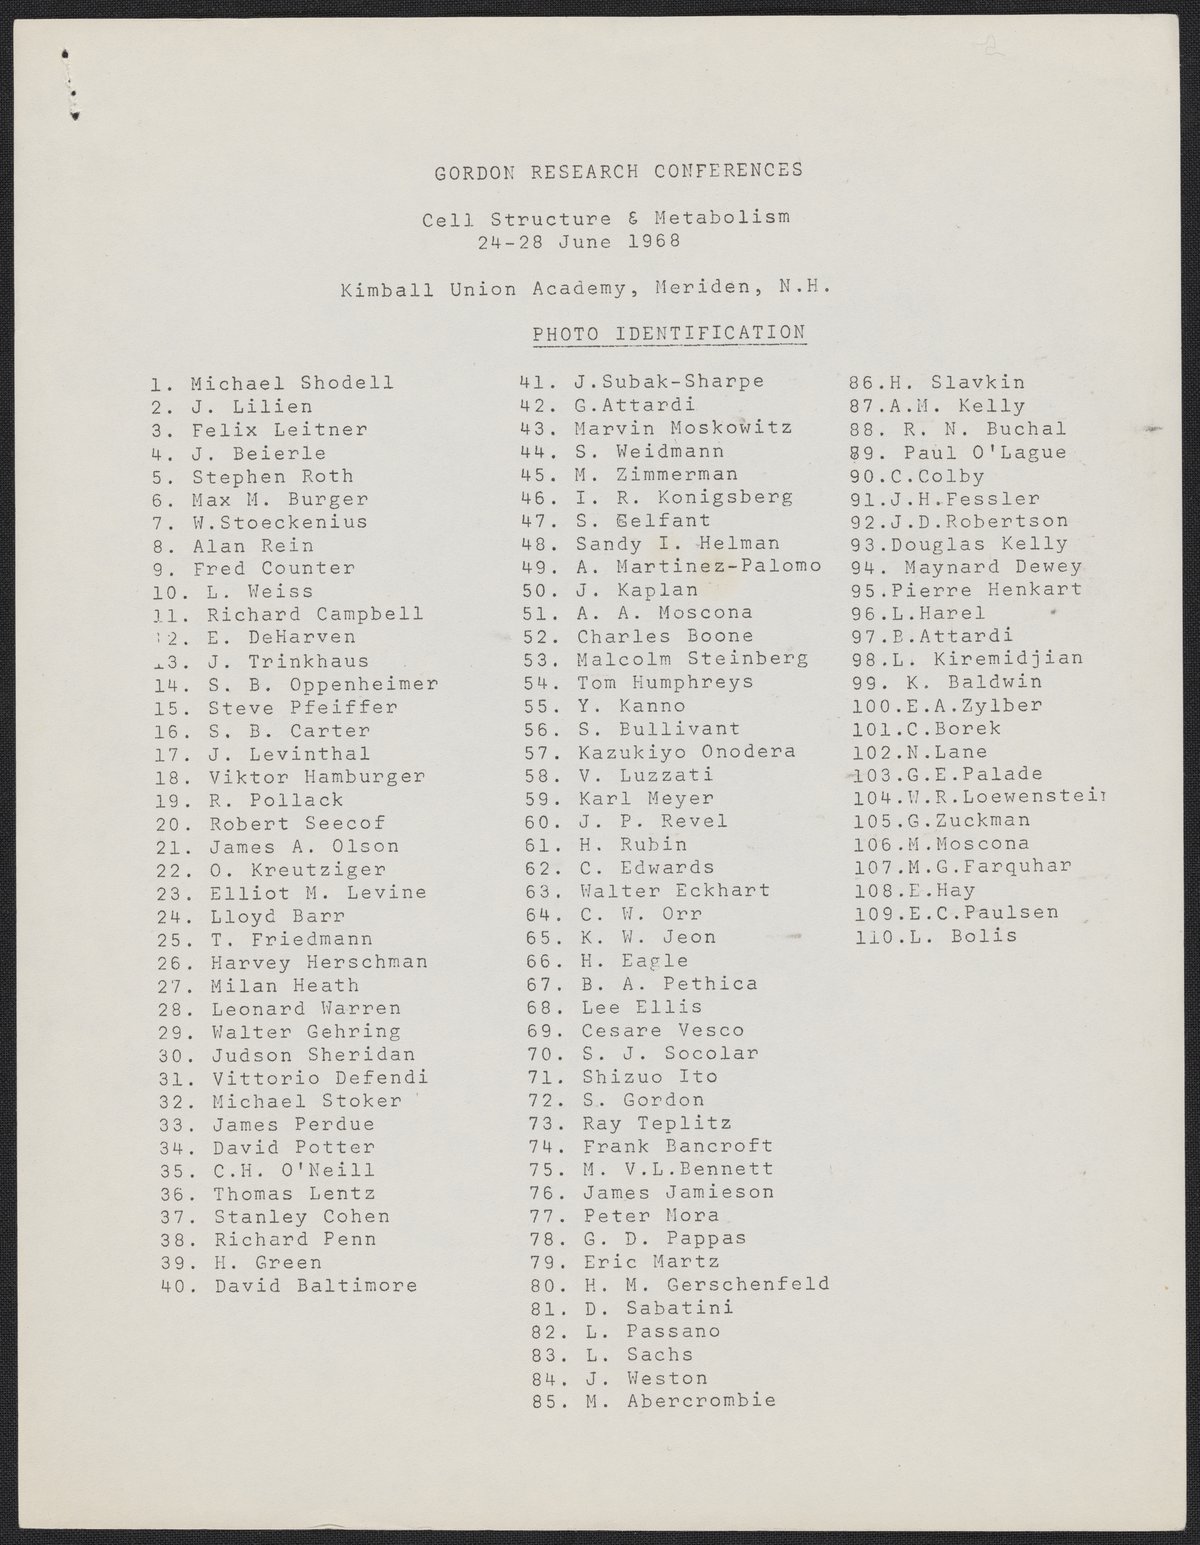 GORDON RESEARCH CONFERENCES
Cell Structure & Metabolism
24-28 June 1968
Kimball Union Academy, Meriden, N.H.
PHOTO IDENTIFICATION
1. Michael Shodell
2. J. Lilien
3. Felix Leitner
4. J. Beierle
5. Stephen Roth
6. Max M. Burger
7. W.Stoeckenius
8. Alan Rein
9. Fred Counter
10. L. Weiss
11. Richard Campbell
12. E. DeHarven
13. J. Trinkhaus
14. S. B. Oppenheimer
15. Steve Pfeiffer
16. S. B. Carter
17. J. Levinthal
18. Viktor Hamburger
19. R. Pollack
20. Robert Seecof
21. James A. Olson
22. O. Kreutziger
23. Elliot M. Levine
24. Lloyd Barr
25. T. Friedmann
26. Harvey Herschman
27. Milan Heath
28. Leonard Warren
29. Walter Gehring
30. Judson Sheridan
31. Vittorio Defendi
32. Michael Stoker
33. James Perdue
34. David Potter
35. C.H. O'Neill
36. Thomas Lentz
37. Stanley Cohen
38. Richard Penn
39. H. Green
40. David Baltimore
41. J.Subak-Sharpe
42. G.Attardi
43. Marvin Moskowitz
44. S. Weidmann
45. M. Zimmerman
46. I. R. Konigsberg
47. S. Gelfant
48. Sandy I. Helman
49. A. Martinez-Palomo
50. J. Kaplan
51. A. A. Moscona
52. Charles Boone
53. Malcolm Steinberg
54. Tom Humphreys
55. Y. Kanno
56. S. Bullivant
57. Kazukiyo Onodera
58. V. Luzzati
59. Karl Meyer
60. J. P. Revel
61. H. Rubin
62. C. Edwards
63. Walter Eckhart
64. C. W. Orr
65. K. W. Jeon
66. H. Eagle
67. B. A. Pethica
68. Lee Ellis
69. Cesare Vesco
70. S. J. Socolar
71. Shizuo Ito
72. S. Gordon
73. Ray Teplitz
74. Frank Bancroft
75. M. V.L.Bennett
76. James Jamieson
77. Peter Mora
78. G. D. Pappas
79. Eric Martz
80. H. M. Gerschenfeld
81. D. Sabatini
82. L. Passano
83. L. Sachs
84. J. Weston
85. M. Abercrombie
86.H. Slavkin
87.A.M. Kelly
88. R. N. Buchal
89. Paul O'Lague
90.C.Colby
91.J.H.Fessler
92.J.D.Robertson
93.Douglas Kelly
94. Maynard Dewey
95.Pierre Henkart
96.L.Harel
97.B.Attardi
98.L. Kiremidjian
99. K. Baldwin
100.E.A.Zylber
101.C.Borek
102.N.Lane
103.G.E.Palade
104.W.R.Loewenstein
105.G.Zuckman
106.M.Moscona
107.M.G.Farquhar
108.E.Hay
109.E.C.Paulsen
110.L. Bolis